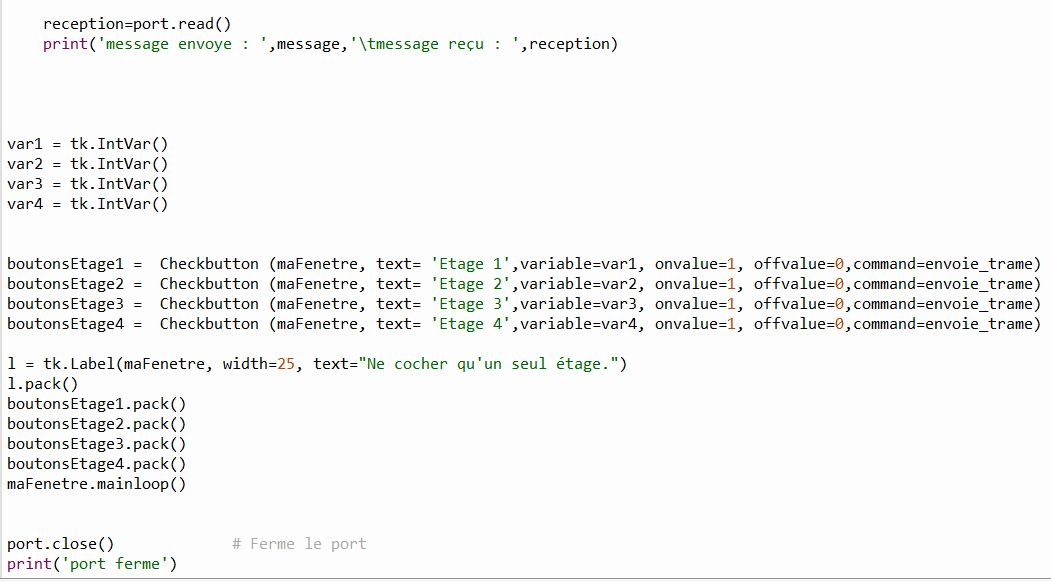 reception=port.read()
print('message envoye : ',message,'\tmessage reçu : ',reception)
var1 = tk.IntVar()
var2 = tk.IntVar()
var3 = tk.IntVar()
var4 = tk.IntVar()
boutonsEtage1 =  Checkbutton (maFenetre, text= 'Etage 1',variable=var1, onvalue=1, offvalue=0,command=envoie_trame)
boutonsEtage2 =  Checkbutton (maFenetre, text= 'Etage 2',variable=var2, onvalue=1, offvalue=0,command=envoie_trame)
boutonsEtage3 =  Checkbutton (maFenetre, text= 'Etage 3',variable=var3, onvalue=1, offvalue=0,command=envoie_trame)
boutonsEtage4 =  Checkbutton (maFenetre, text= 'Etage 4',variable=var4, onvalue=1, offvalue=0,command=envoie_trame)
l = tk.Label(maFenetre, width=25, text="Ne cocher qu'un seul étage.")
l.pack()
boutonsEtage1.pack()
boutonsEtage2.pack()
boutonsEtage3.pack()
boutonsEtage4.pack()
maFenetre.mainloop()
port.close()             # Ferme le port
print('port ferme')